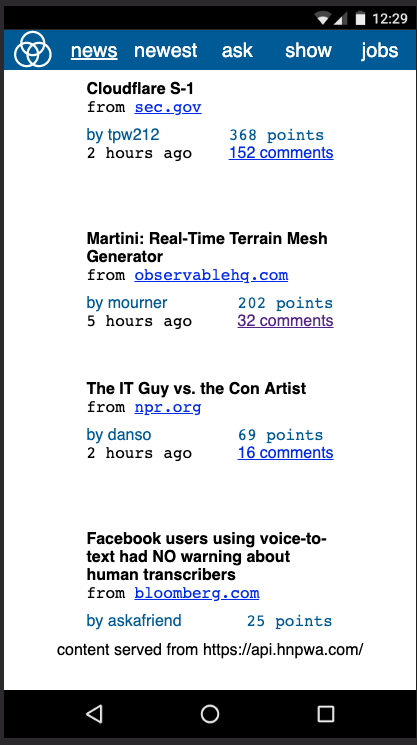 12:29
news newest ask show jobs
Cloudflare S-1
from sec.gov
by tpw212 368 points
2 hours ago 152 comments
Martini: Real-Time Terrain Mesh
Generator
from observablehq.com
by mourner 202 points
5 hours ago 32 comments
The IT Guy vs. the Con Artist
from npr.org
by danso 69 points
2 hours ago 16 comments
Facebook users using voice-to-
text had NO warning about
human transcribers
from bloomberg.com
by askafriend 25 points
content served from https://api.hnpwa.com/